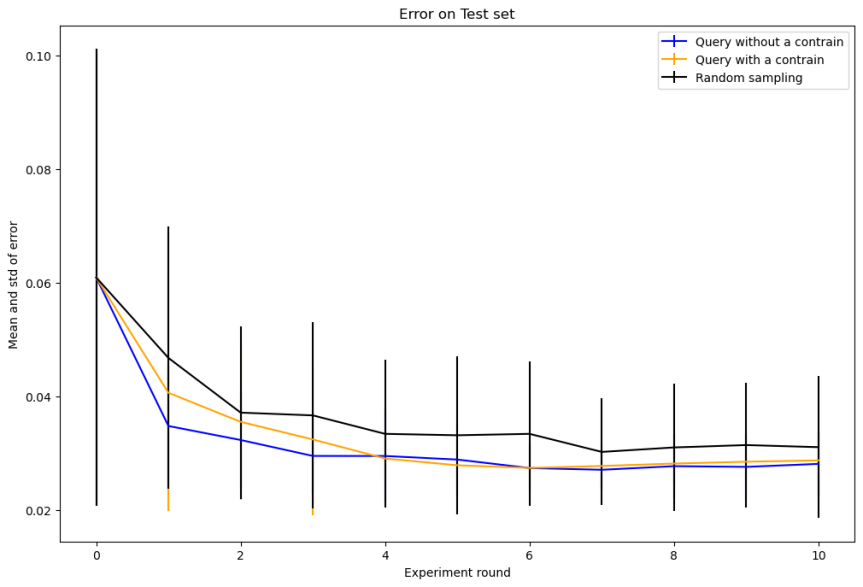 Error on Test set
Query without a contrain
Query with a contrain
Random sampling
Mean and std of error
0.10
0.08
0.06
0.04
0.02
0 2 4 6 8 10
Experiment round